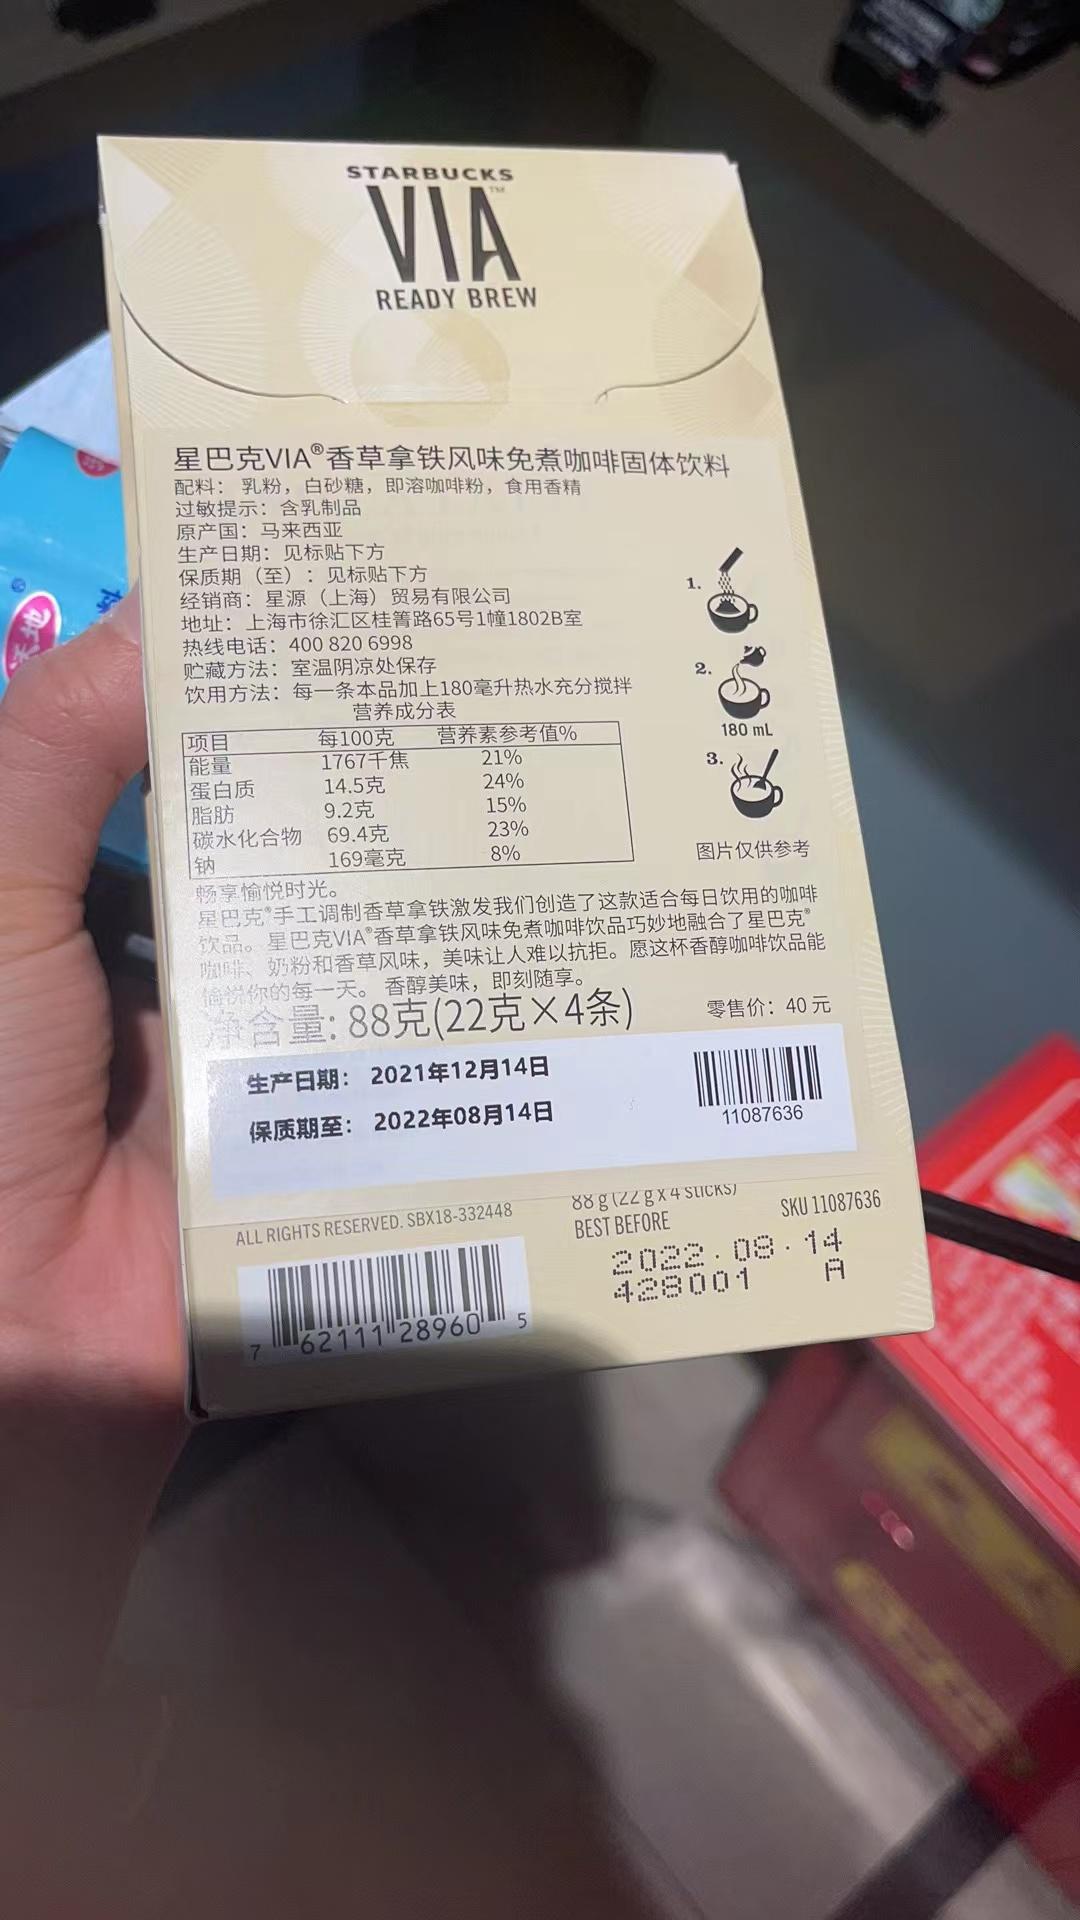 STARBUCKS
VIA™
READY BREW
星巴克VIA®香草拿铁风味免煮咖啡固体饮料
配料：乳粉，白砂糖，即溶咖啡粉，食用香精
过敏提示：含乳制品
原产国：马来西亚
生产日期：见标贴下方
保质期（至）：见标贴下方
经销商：星源（上海）贸易有限公司
地址：上海市徐汇区桂箐路65号1幢1802B室
热线电话：400 820 6998
贮藏方法：室温阴凉处保存
饮用方法：每一条本品加上180毫升热水充分搅拌
1.
2.
180 mL
3.
图片仅供参考
营养成分表
项目 每100克 营养素参考值%
能量 1767千焦 21%
蛋白质 14.5克 24%
脂肪 9.2克 15%
碳水化合物 69.4克 23%
钠 169毫克 8%
畅享愉悦时光。
星巴克®手工调制香草拿铁激发我们创造了这款适合每日饮用的咖啡
饮品。星巴克VIA®香草拿铁风味免煮咖啡饮品巧妙地融合了星巴克®
咖啡、奶粉和香草风味，美味让人难以抗拒。愿这杯香醇咖啡饮品能
愉悦你的每一天。香醇美味，即刻随享。
净含量: 88克(22克×4条) 零售价：40 元
生产日期： 2021年12月14日
保质期至： 2022年08月14日
11087636
ALL RIGHTS RESERVED. SBX18-332448
88 g (22 g x 4 STICKS)
BEST BEFORE
SKU 11087636
2022.08.14
428001 A
7 62111 28960 5